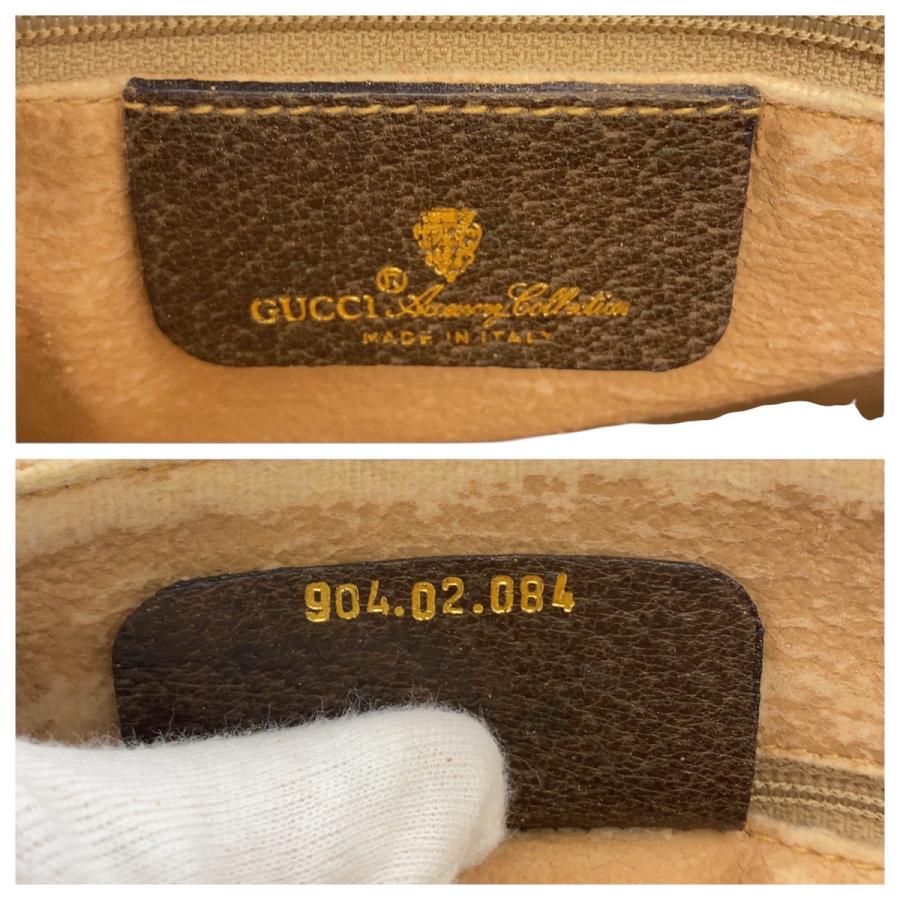 GUCCI ® Accessory Collection
MADE IN ITALY
904.02.084